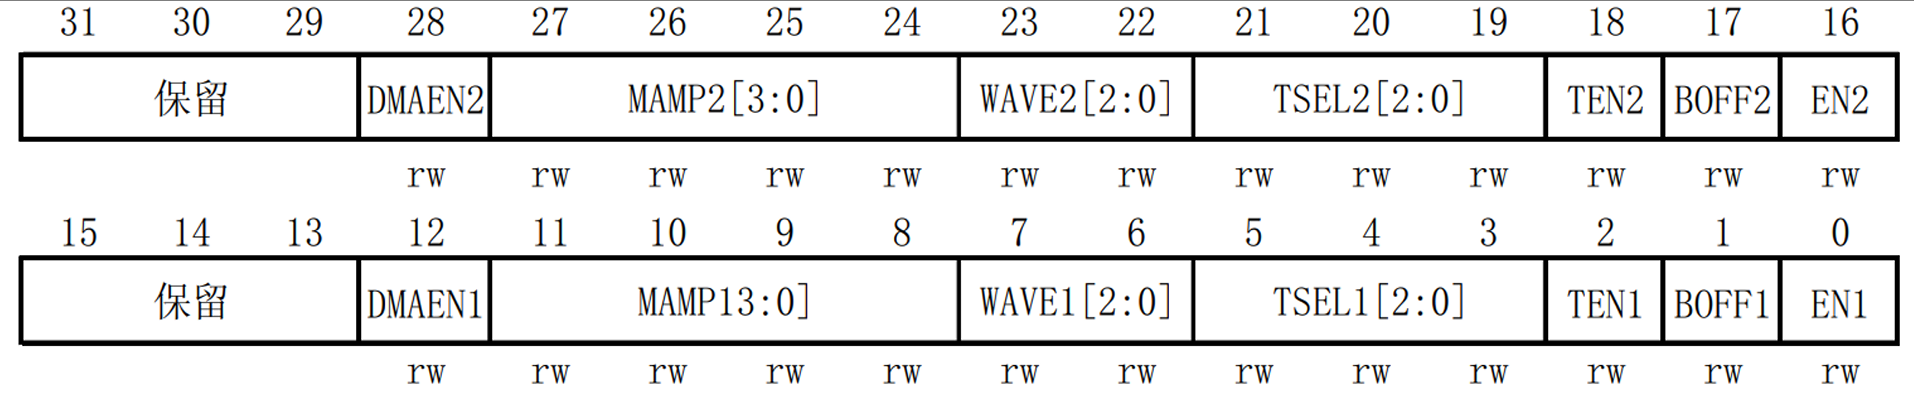 31 30 29 28 27 26 25 24 23 22 21 20 19 18 17 16
保留 DMAEN2 MAMP2[3:0] WAVE2[2:0] TSEL2[2:0] TEN2 BOFF2 EN2
rw rw rw rw rw rw rw rw rw rw rw rw rw
15 14 13 12 11 10 9 8 7 6 5 4 3 2 1 0
保留 DMAEN1 MAMP13:0] WAVE1[2:0] TSEL1[2:0] TEN1 BOFF1 EN1
rw rw rw rw rw rw rw rw rw rw rw rw rw